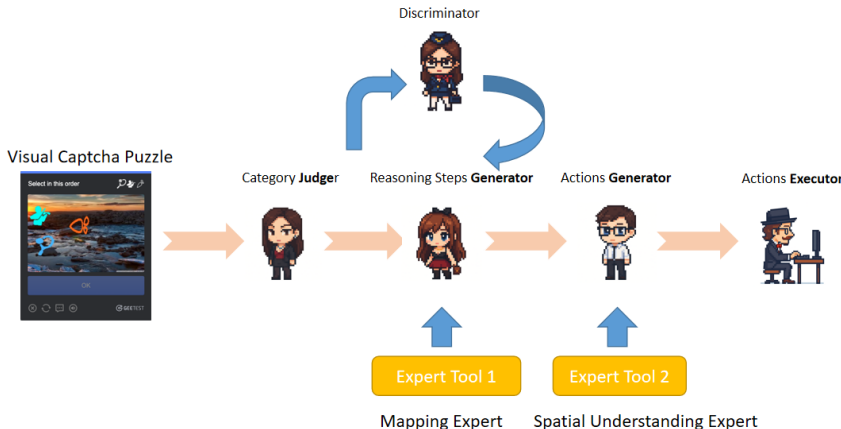 Discriminator
Visual Captcha Puzzle
Select in this order
OK
GEETEST
Category Judger
Reasoning Steps Generator
Actions Generator
Actions Executor
Expert Tool 1
Expert Tool 2
Mapping Expert
Spatial Understanding Expert